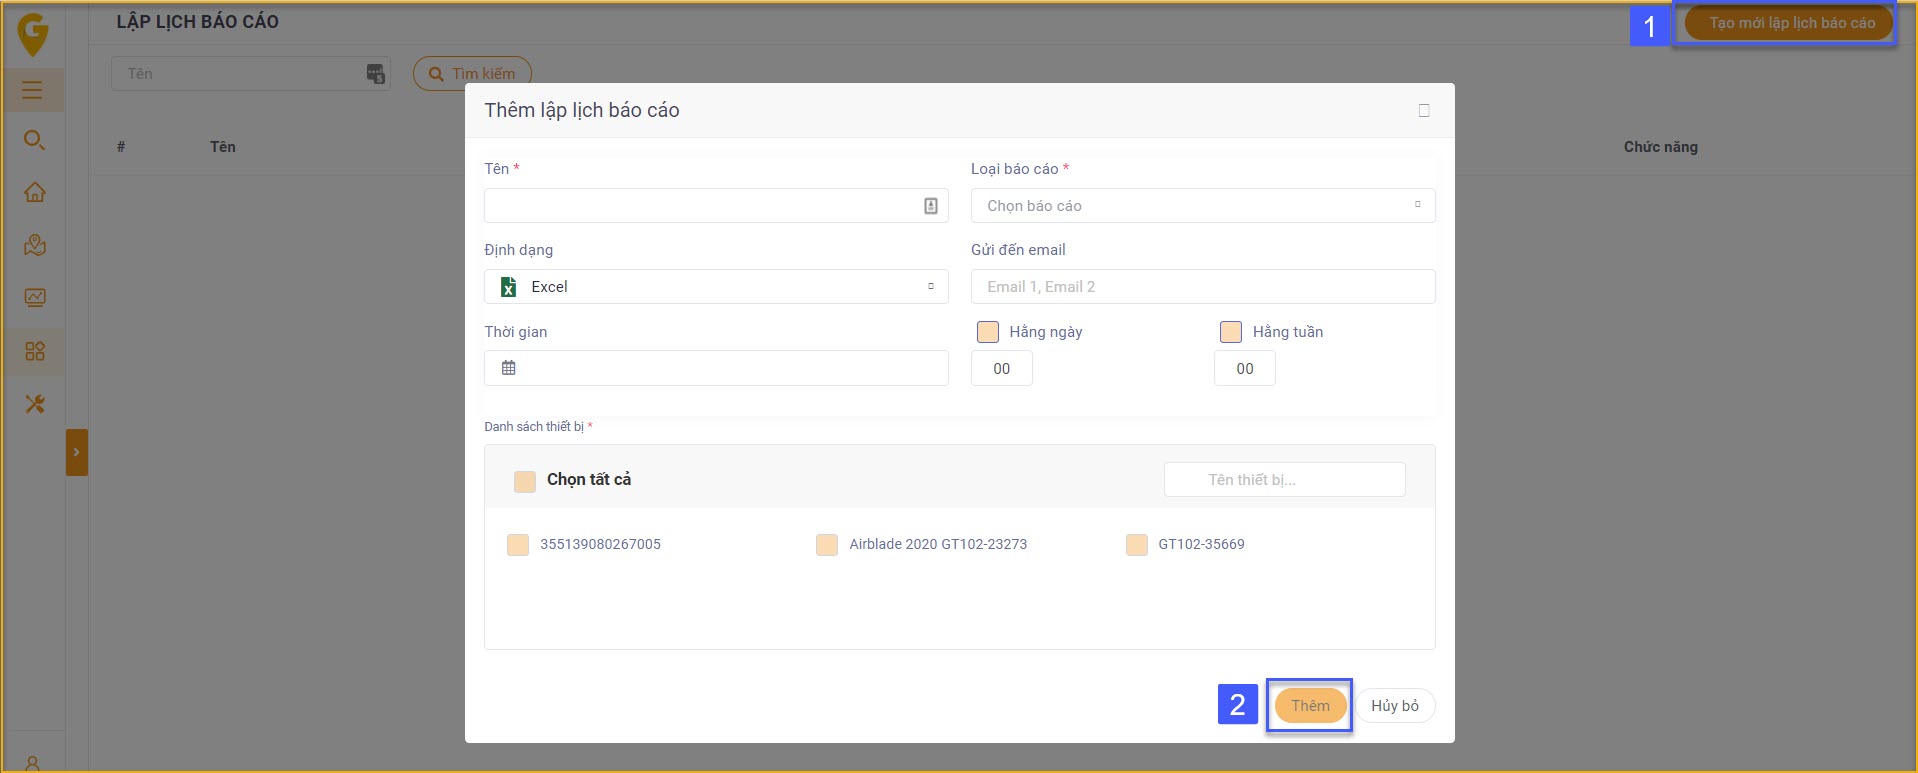 G
LẬP LỊCH BÁO CÁO
1
Tạo mới lập lịch báo cáo
Tên
Tìm kiếm
#
Tên
Chức năng
Thêm lập lịch báo cáo
Tên *
Loại báo cáo *
Chọn báo cáo
Định dạng
Gửi đến email
Excel
Email 1, Email 2
Thời gian
Hằng ngày
Hằng tuần
00
00
Danh sách thiết bị *
Chọn tất cả
Tên thiết bị...
355139080267005
Airblade 2020 GT102-23273
GT102-35669
2
Thêm
Hủy bỏ